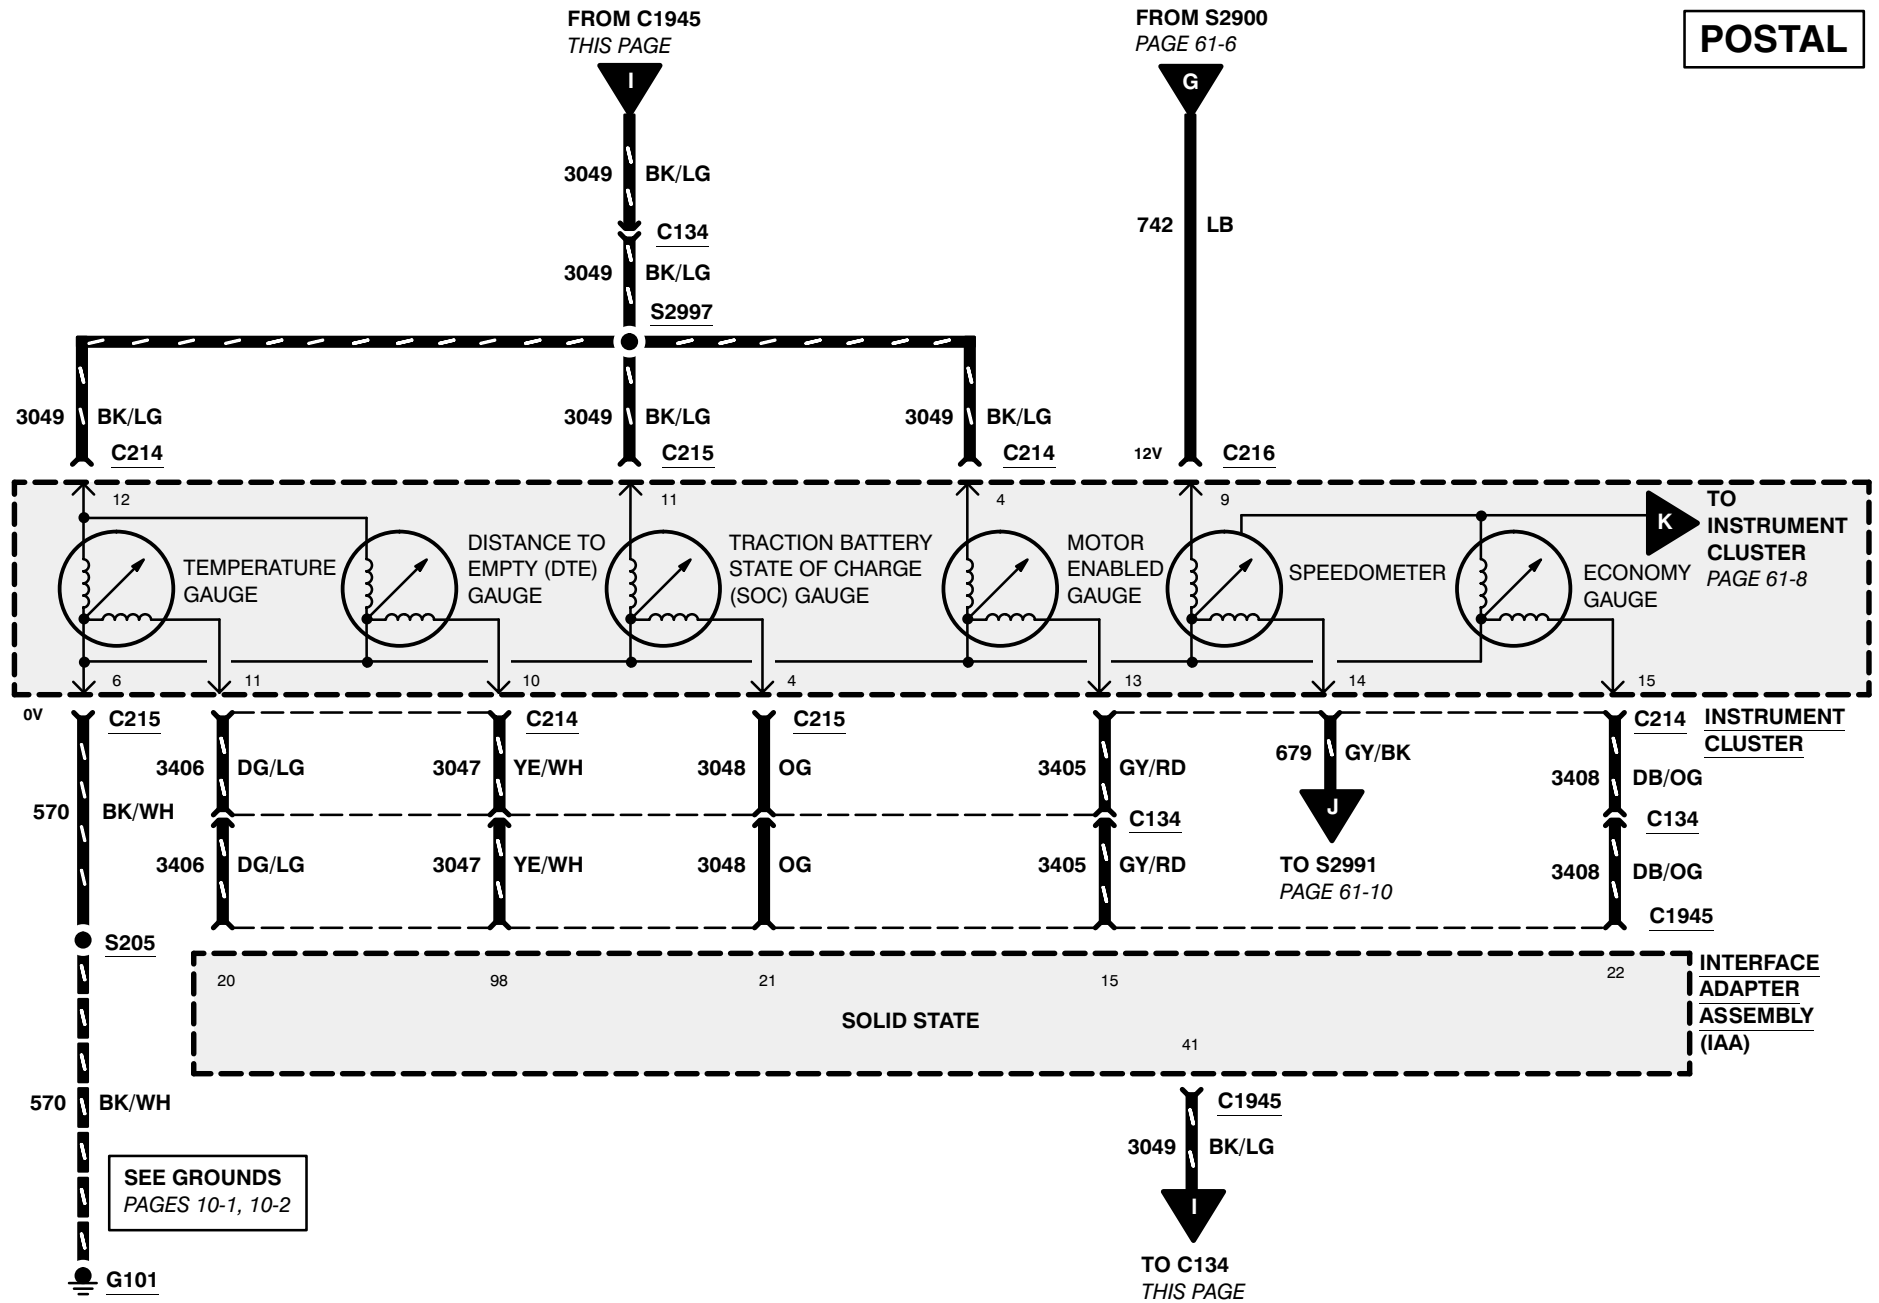 FROM C1945
THIS PAGE
I
FROM S2900
PAGE 61-6
G
POSTAL
3049 BK/LG
C134
3049 BK/LG
S2997
742 LB
3049 BK/LG
C214
3049 BK/LG
C215
3049 BK/LG
C214
12V
C216
12
11
4
9
K
TO
INSTRUMENT
CLUSTER
PAGE 61-8
TEMPERATURE
GAUGE
DISTANCE TO
EMPTY (DTE)
GAUGE
TRACTION BATTERY
STATE OF CHARGE
(SOC) GAUGE
MOTOR
ENABLED
GAUGE
SPEEDOMETER
ECONOMY
GAUGE
6
11
10
4
13
14
15
0V
C215
C214
C215
C214
INSTRUMENT
CLUSTER
570 BK/WH
3406 DG/LG
3047 YE/WH
3048 OG
3405 GY/RD
679 GY/BK
3408 DB/OG
J
C134
C134
3406 DG/LG
3047 YE/WH
3048 OG
3405 GY/RD
TO S2991
PAGE 61-10
3408 DB/OG
C1945
S205
20
98
21
15
22
SOLID STATE
41
INTERFACE
ADAPTER
ASSEMBLY
(IAA)
570 BK/WH
C1945
3049 BK/LG
I
TO C134
THIS PAGE
SEE GROUNDS
PAGES 10-1, 10-2
G101